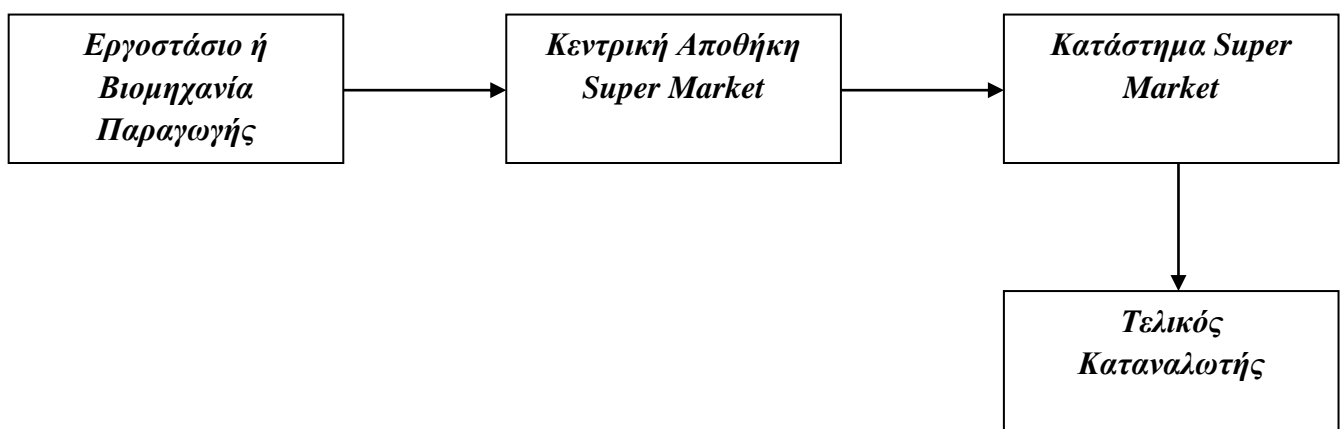 Εργοστάσιο ή
Βιομηχανία
Παραγωγής
Κεντρική Αποθήκη
Super Market
Κατάστημα Super
Market
Τελικός
Καταναλωτής